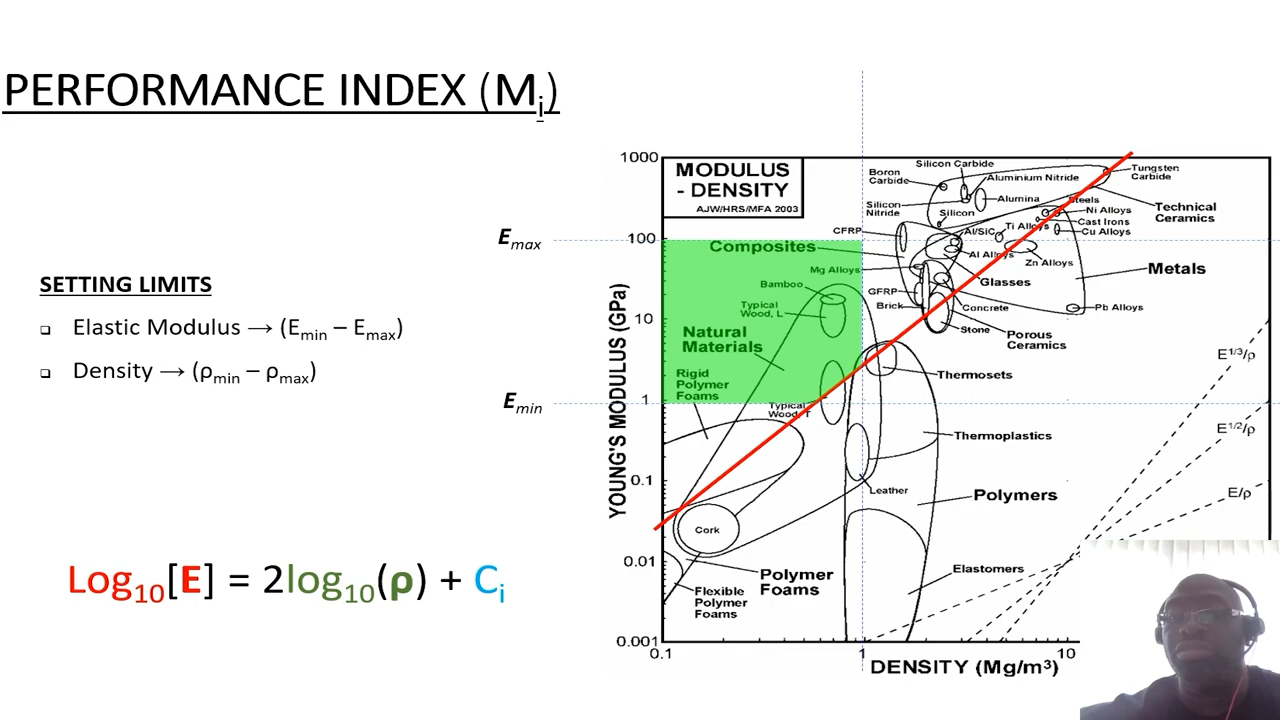 PERFORMANCE INDEX (Mᵢ)
SETTING LIMITS
❑ Elastic Modulus → (Eₘᵢₙ – Eₘₐₓ)
❑ Density → (ρₘᵢₙ – ρₘₐₓ)
Log₁₀[E] = 2log₁₀(ρ) + Cᵢ
Eₘₐₓ
Eₘᵢₙ
MODULUS
- DENSITY
AJW/HRS/MFA 2003
YOUNG'S MODULUS (GPa)
1000
100
10
1
0.1
0.01
0.001
0.1
1
10
DENSITY (Mg/m³)
Silicon Carbide
Boron
Carbide
Aluminium Nitride
Tungsten
Carbide
Alumina
Silicon
Nitride
Silicon
Steels
Ni Alloys
Cast Irons
Cu Alloys
Technical
Ceramics
CFRP
Al/SiC
Ti Alloys
Composites
Al Alloys
Zn Alloys
Mg Alloys
Metals
Glasses
Bamboo
GFRP
Brick
Concrete
Pb Alloys
Typical
Wood, L
Stone
Porous
Ceramics
Natural
Materials
Rigid
Polymer
Foams
Thermosets
Typical
Wood, T
Thermoplastics
Leather
Polymers
Cork
Polymer
Foams
Elastomers
Flexible
Polymer
Foams
E¹ᐟ³/ρ
E¹ᐟ²/ρ
E/ρ